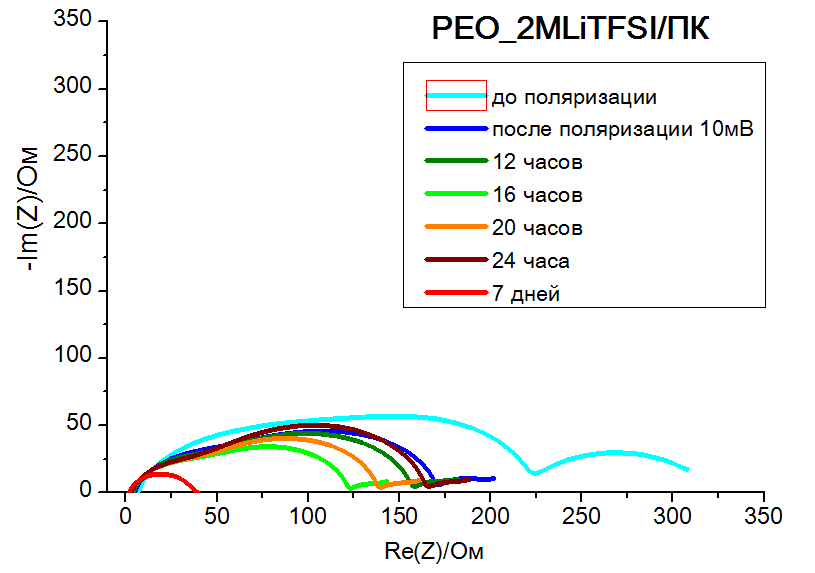 PEO_2MLiTFSI/ПК
до поляризации
после поляризации 10мВ
12 часов
16 часов
20 часов
24 часа
7 дней
-Im(Z)/Ом
350
300
250
200
150
100
50
0
0 50 100 150 200 250 300 350
Re(Z)/Ом